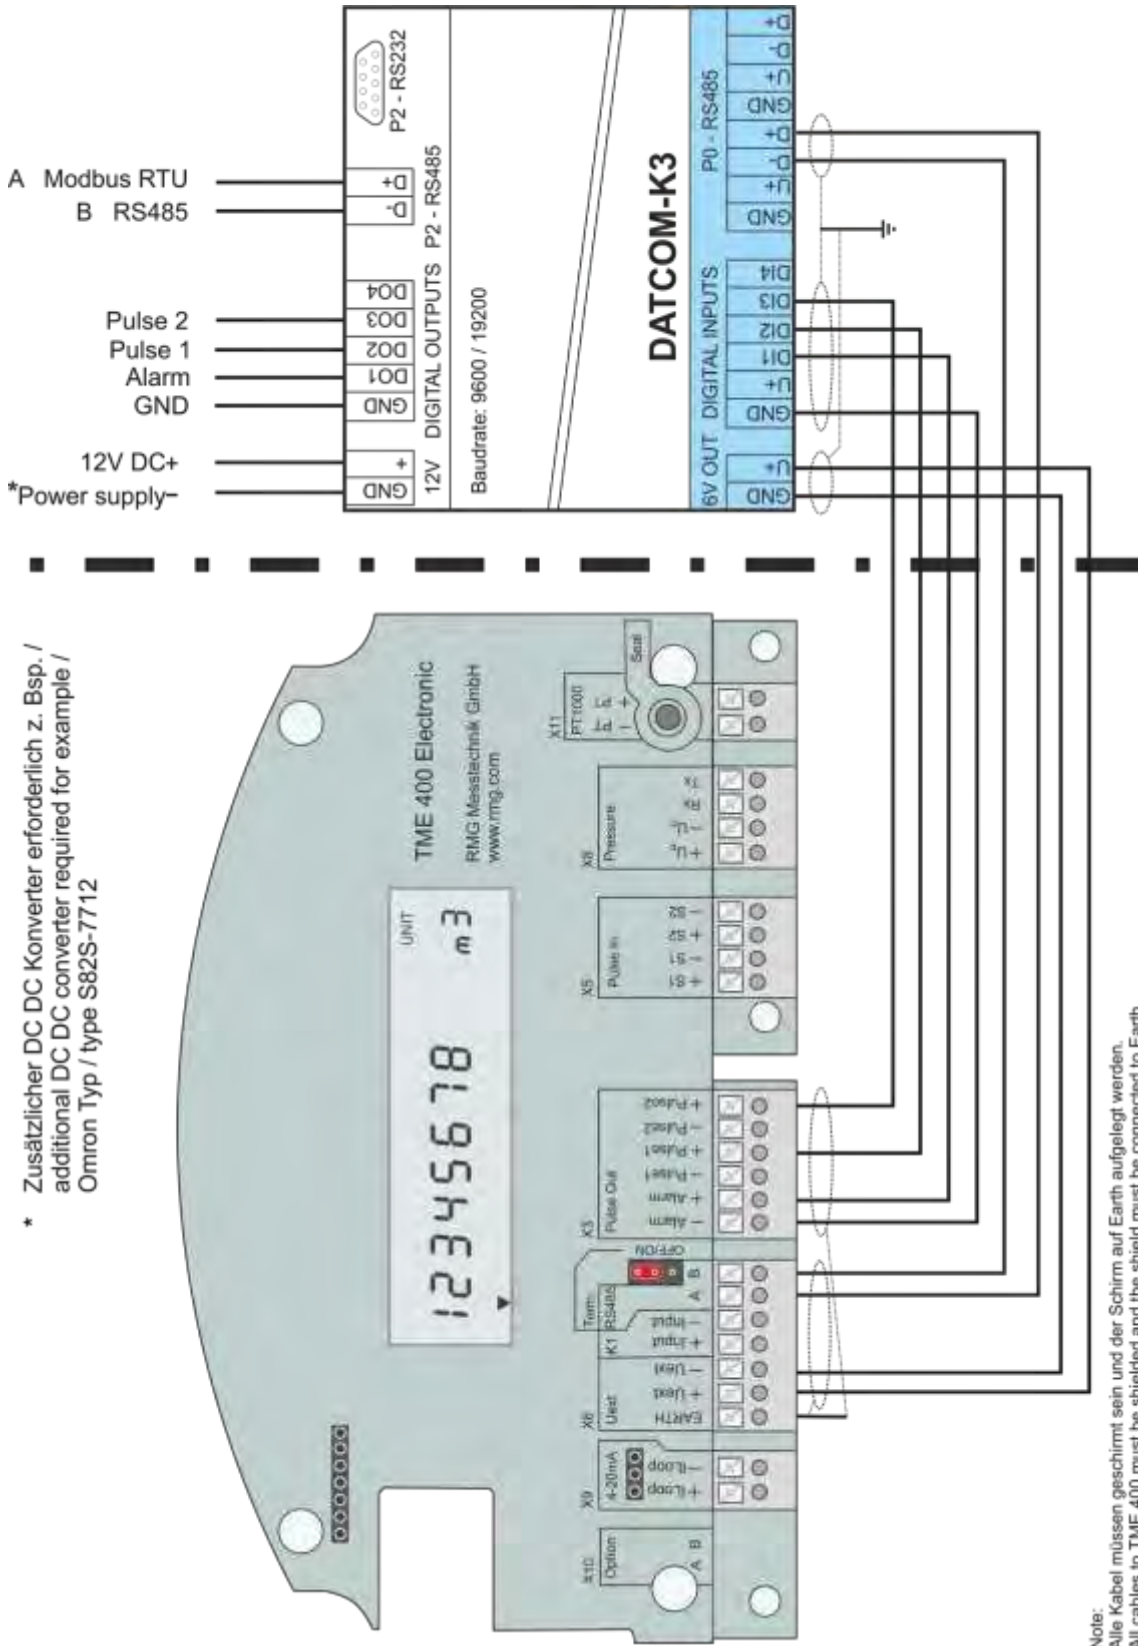 A Modbus RTU
B RS485
Pulse 2
Pulse 1
Alarm
GND
12V DC+
*Power supply–
P2 - RS232
D+
D-
P2 - RS485
DO4
DO3
DO2
DO1
GND
DIGITAL OUTPUTS
+
GND
12V
Baudrate: 9600 / 19200
DATCOM-K3
P0 - RS485
D+
D-
U+
GND
D+
D-
U+
GND
DIGITAL INPUTS
DI4
DI3
DI2
DI1
U+
GND
6V OUT
U+
GND
* Zusätzlicher DC DC Konverter erforderlich z. Bsp. /
additional DC DC converter required for example /
Omron Typ / type S82S-7712
TME 400 Electronic
RMG Messtechnik GmbH
www.rmg.com
UNIT
12345678 m3
X11
PT1000
+ PT
- PT
Seal
X8
Pressure
Tx
Rx
X5
Pulse In
- S2
+ S2
- S1
+ S1
X3
Pulse Out
+ Pulse2
- Pulse2
+ Pulse1
- Pulse1
+ Alarm
- Alarm
OFF/ON
Term.
RS485
B
A
K1
- Input
+ Input
X6
Uext
- Uext
+ Uext
EARTH
X9
4-20mA
- ILoop
+ ILoop
X10
Option
B
A
Note:
Alle Kabel müssen geschirmt sein und der Schirm auf Earth aufgelegt werden.
All cables to TME 400 must be shielded and the shield must be connected to Earth